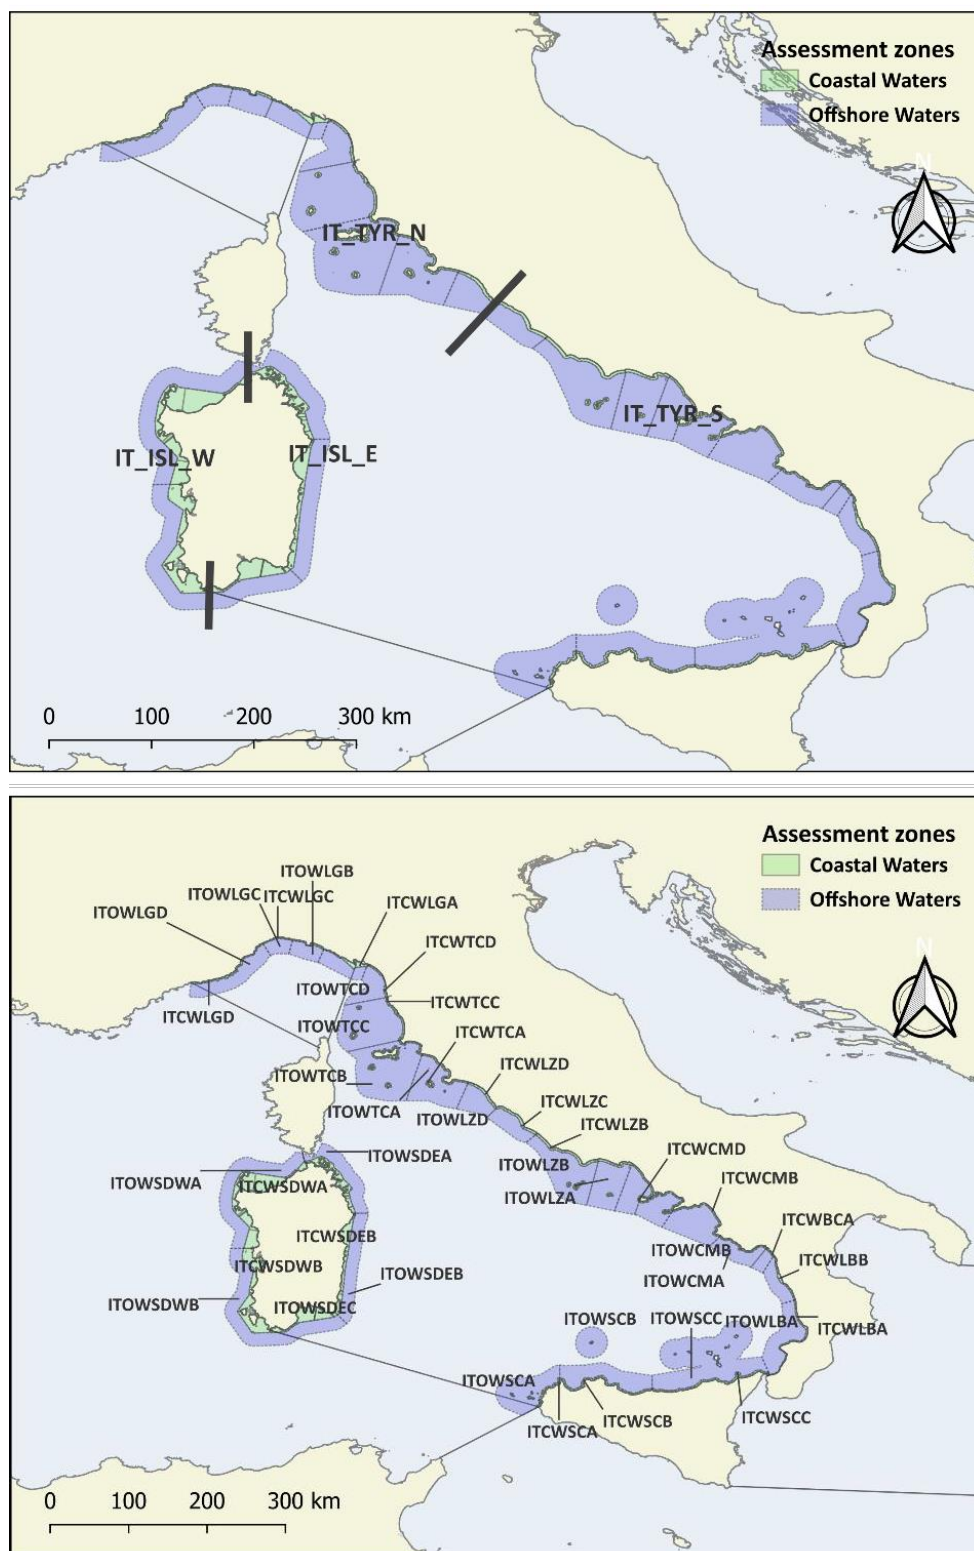 Assessment zones
Coastal Waters
Offshore Waters
N
IT_TYR_N
IT_TYR_S
IT_ISL_W
IT_ISL_E
0 100 200 300 km
Assessment zones
Coastal Waters
Offshore Waters
N
ITOWLGB
ITOWLGC
ITCWLGC
ITCWLGA
ITOWLGD
ITCWTCD
ITOWTCD
ITCWLGD
ITCWTCC
ITOWTCC
ITCWTCA
ITCWLZD
ITOWTCB
ITOWTCA
ITOWLZD
ITCWLZC
ITCWLZB
ITOWSDEA
ITOWLZB
ITCWCMD
ITOWSDWA
ITCWSDWA
ITOWLZA
ITCWCMB
ITCWBCA
ITCWSDEB
ITOWCMB
ITCWLBB
ITCWSDWB
ITOWSDEB
ITOWCMA
ITOWSDWB
ITOWSDEC
ITOWSCB
ITOWSCC
ITOWLBA
ITCWLBA
ITOWSCA
ITCWSCA
ITCWSCB
ITCWSCC
0 100 200 300 km